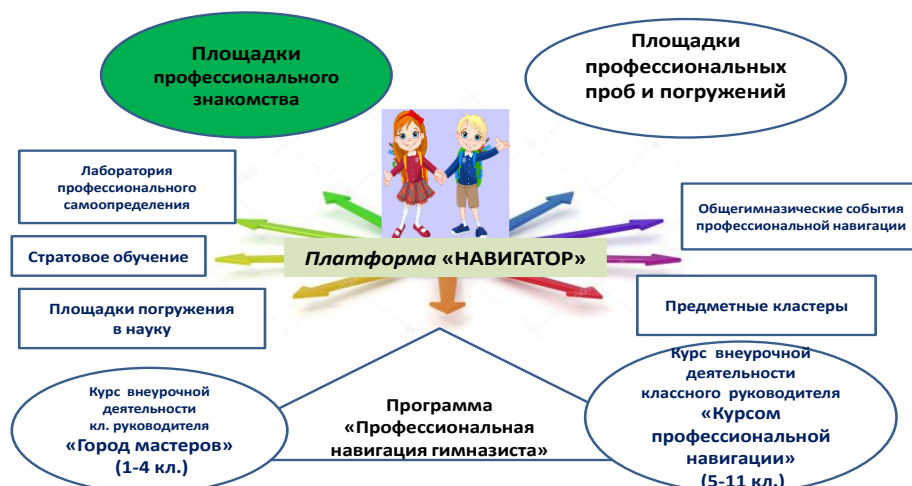 Площадки
профессионального
знакомства
Площадки
профессиональных
проб и погружений
Лаборатория
профессионального
самоопределения
Общегимназические события
профессиональной навигации
Стратовое обучение
Платформа «НАВИГАТОР»
Площадки погружения
в науку
Предметные кластеры
Курс внеурочной
деятельности
кл. руководителя
«Город мастеров»
(1-4 кл.)
Программа
«Профессиональная
навигация гимназиста»
Курс внеурочной
деятельности
классного руководителя
«Курсом
профессиональной
навигации»
(5-11 кл.)